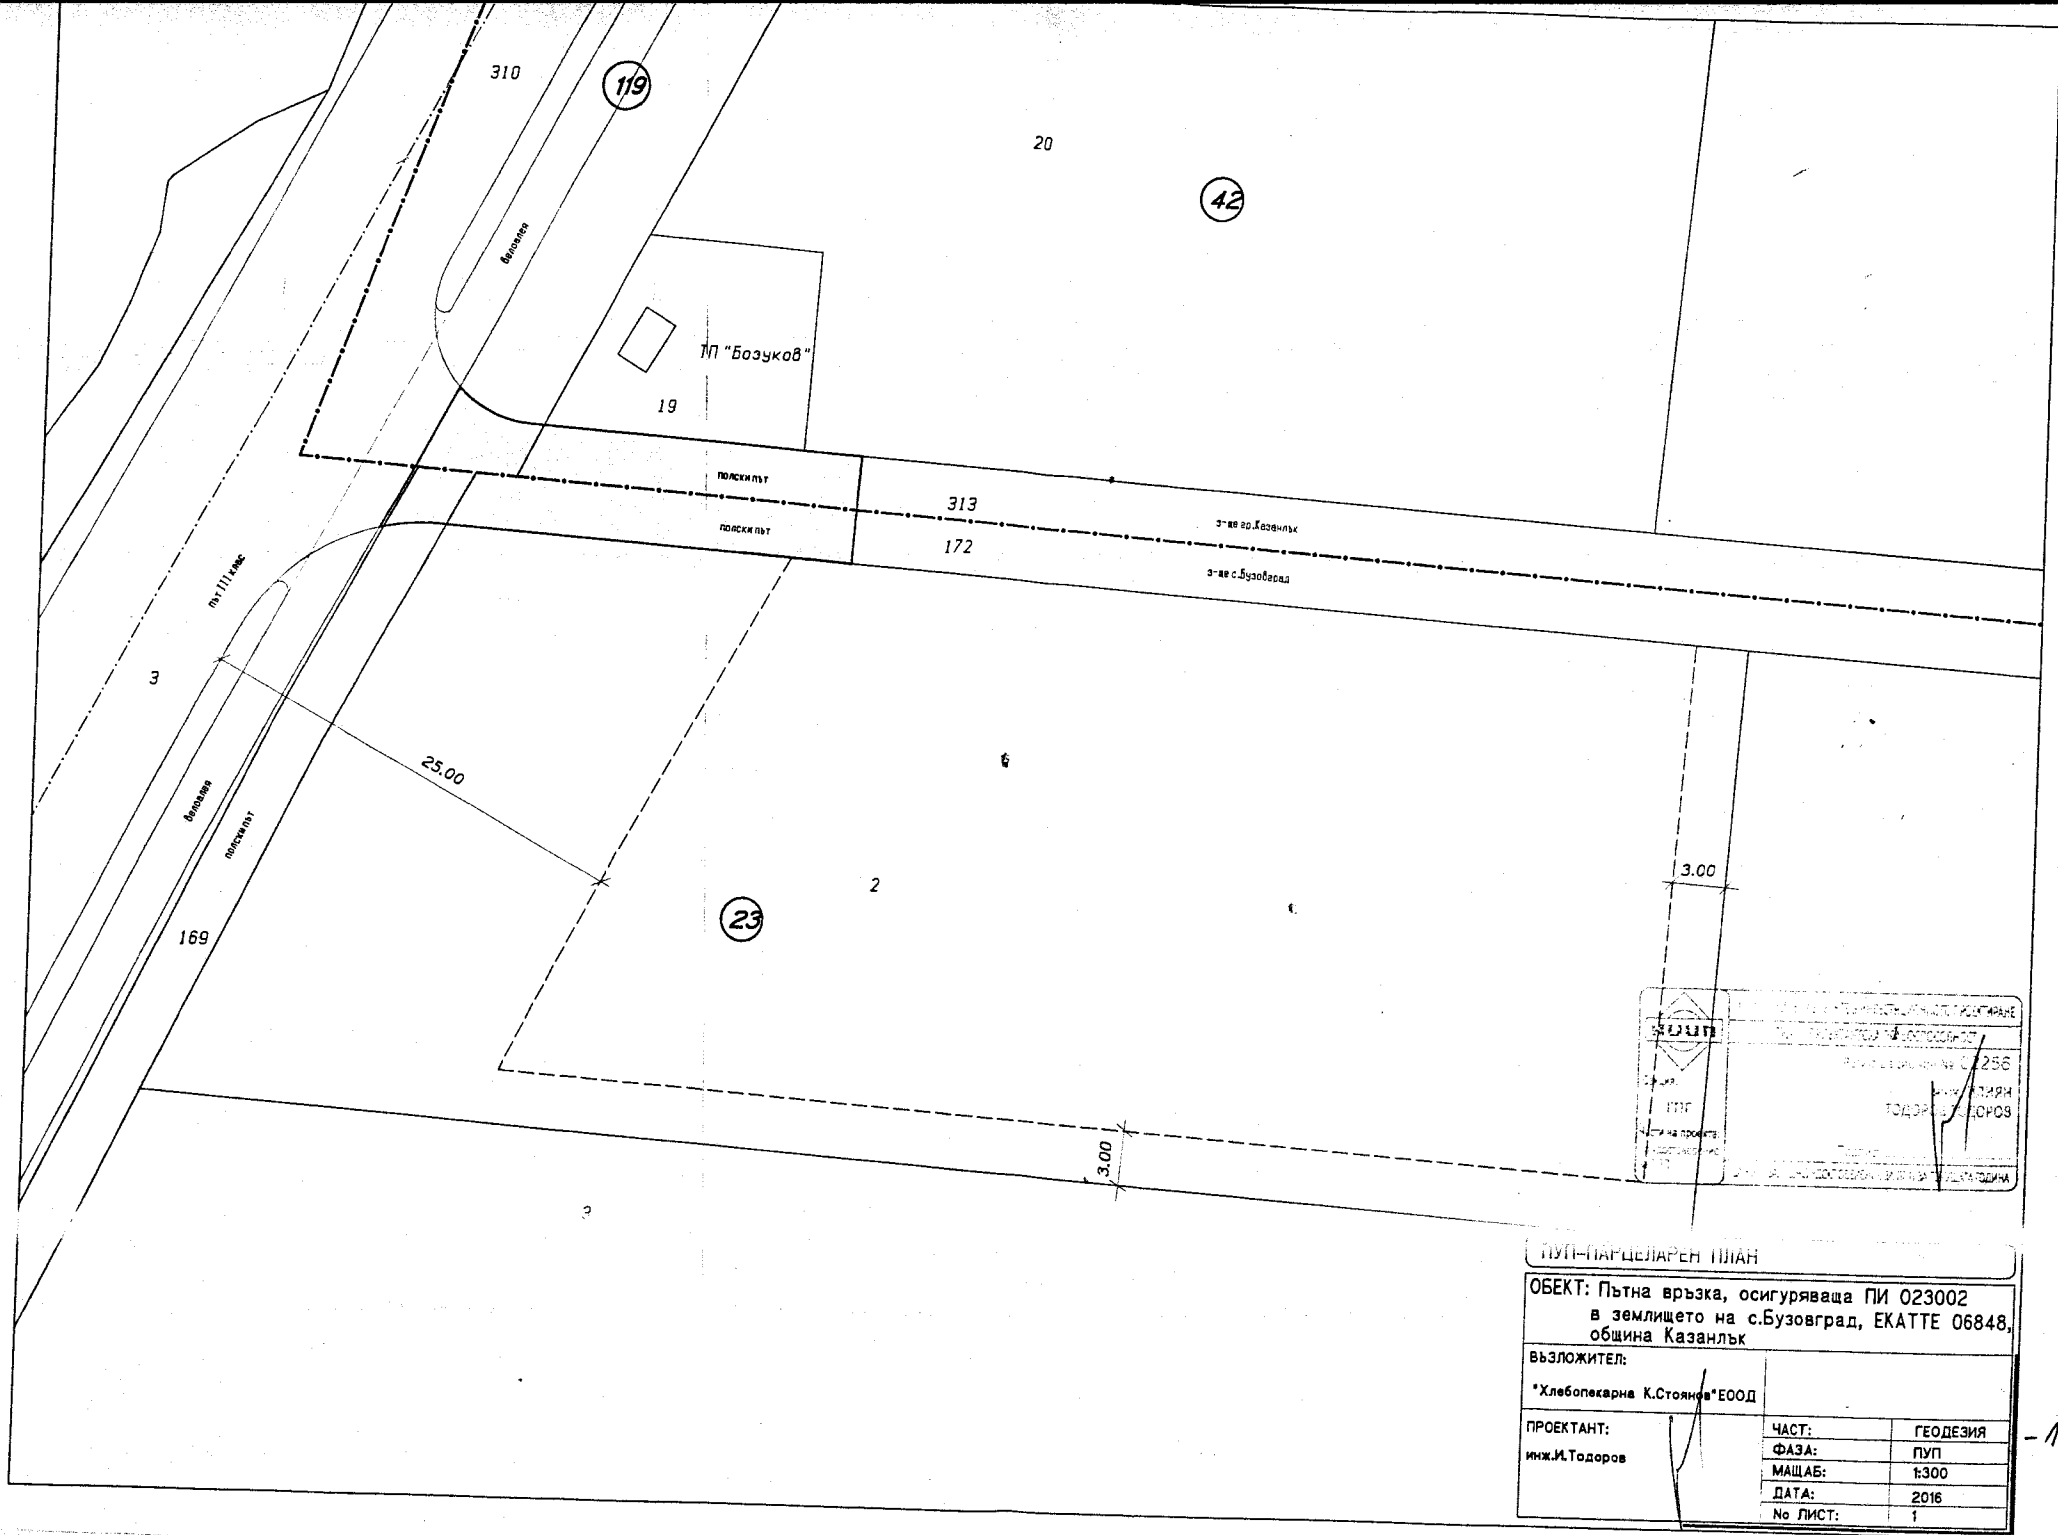 310
119
20
42
веловлея
ТП "Бозуков"
19
полски път
313
з-ще гр.Казанлък
полски път
172
з-ще с.Бузовград
път III клас
3
25.00
веловлея
полски път
3.00
2
23
169
3.00
3
ТОДОРОВ
ПУП-ПАРЦЕЛАРЕН ПЛАН
ОБЕКТ: Пътна връзка, осигуряваща ПИ 023002
в землището на с.Бузовград, ЕКАТТЕ 06848,
община Казанлък
ВЪЗЛОЖИТЕЛ:
"Хлебопекарна К.Стоянов"ЕООД
ПРОЕКТАНТ:
инж.И.Тодоров
ЧАСТ: ГЕОДЕЗИЯ
ФАЗА: ПУП
МАЩАБ: 1:300
ДАТА: 2016
No ЛИСТ: 1